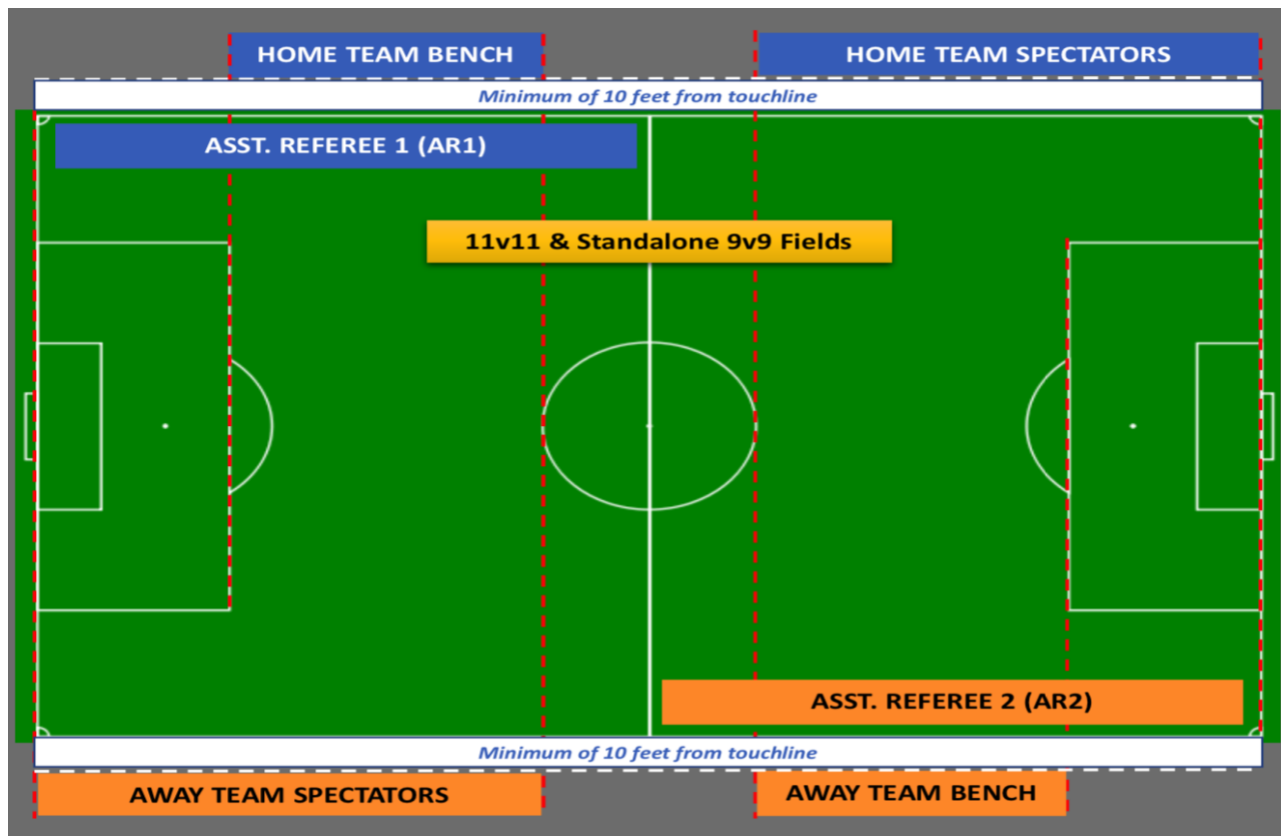 HOME TEAM BENCH
HOME TEAM SPECTATORS
Minimum of 10 feet from touchline
ASST. REFEREE 1 (AR1)
11v11 & Standalone 9v9 Fields
ASST. REFEREE 2 (AR2)
Minimum of 10 feet from touchline
AWAY TEAM SPECTATORS
AWAY TEAM BENCH